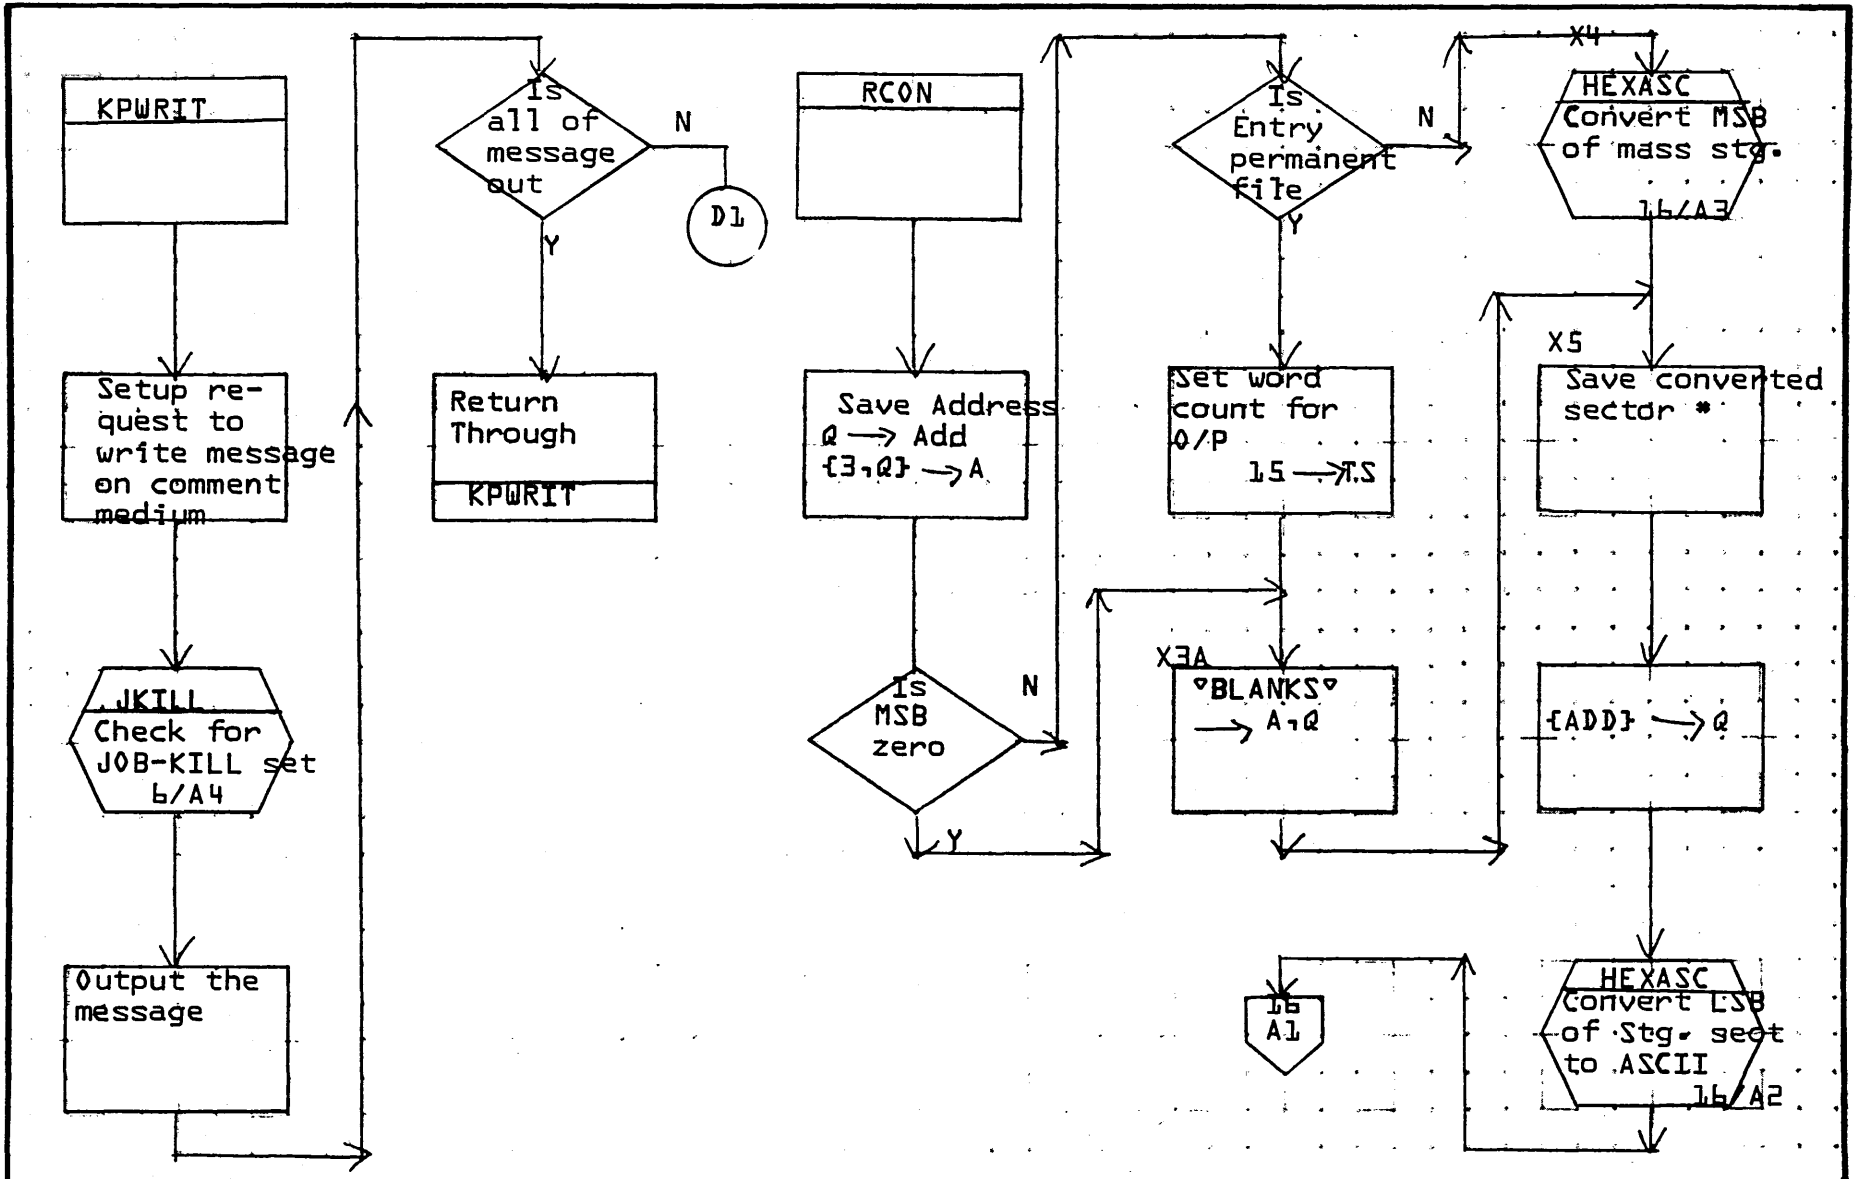 KPWRIT
Setup re-
quest to
write message
on comment
medium
JKILL
Check for
JOB-KILL set
6/A4
Output the
message
Is
all of
message
out
N
D1
Y
Return
Through
KPWRIT
RCON
Save Address
Q → Add
{3,Q} → A
Is
MSB
zero
N
Y
Is
Entry
permanent
file
N
Y
Set word
count for
O/P
15 → T.S
X3A
∇BLANKS∇
→ A,Q
16
A1
X4
HEXASC
Convert MSB
of mass stg.
16/A3
X5
Save converted
sector *
{ADD} → Q
HEXASC
Convert LSB
of Stg. sect
to ASCII
16/A2